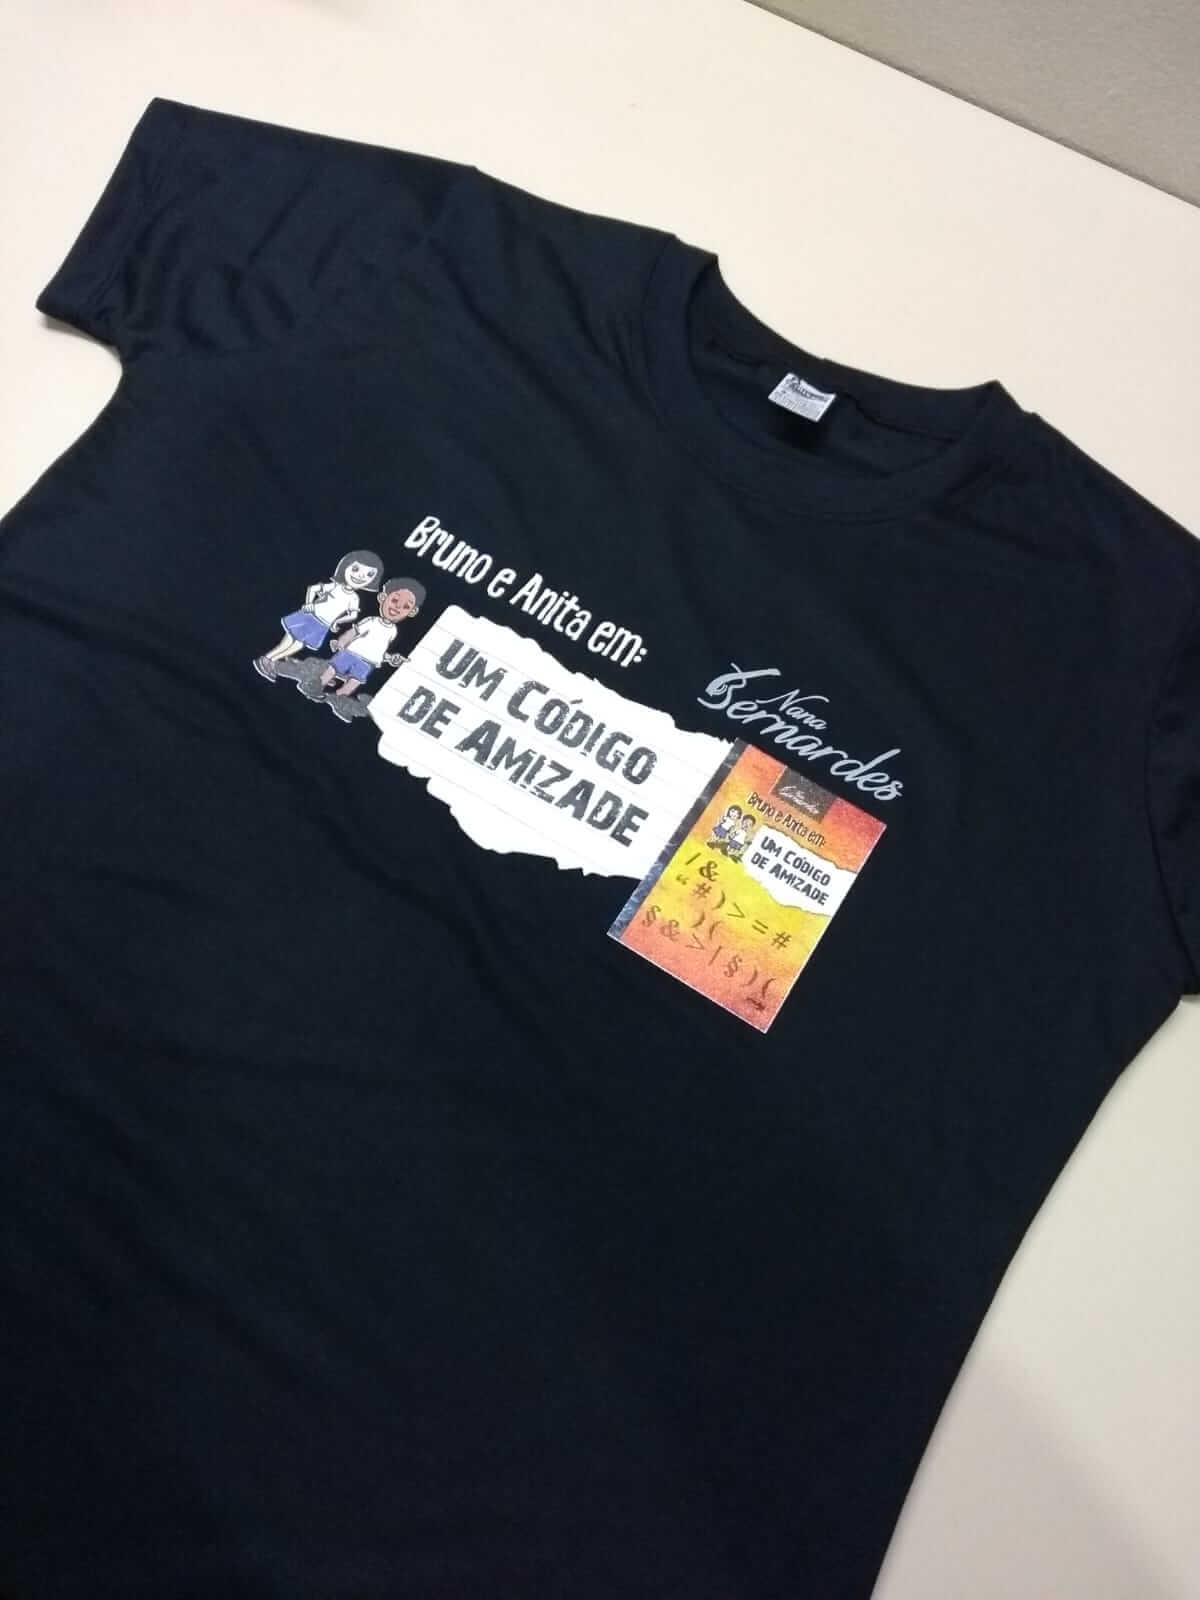 Bruno e Anita em:
UM CÓDIGO
DE AMIZADE
Nana
Bernardes
Bruno e Anita em:
UM CÓDIGO
DE AMIZADE
| &
“ # ) > = #
) (
§ & > | § ) (